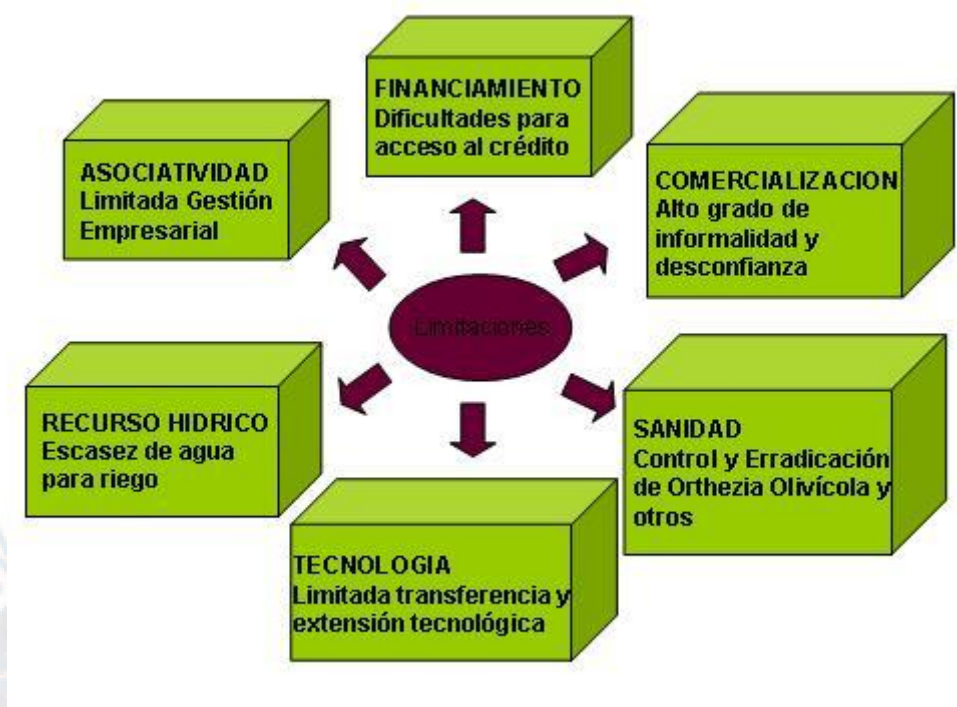 FINANCIAMIENTO
Dificultades para
acceso al crédito
ASOCIATIVIDAD
Limitada Gestión
Empresarial
COMERCIALIZACION
Alto grado de
informalidad y
desconfianza
Limitaciones
RECURSO HIDRICO
Escasez de agua
para riego
SANIDAD
Control y Erradicación
de Orthezia Olivícola y
otros
TECNOLOGIA
Limitada transferencia y
extensión tecnológica